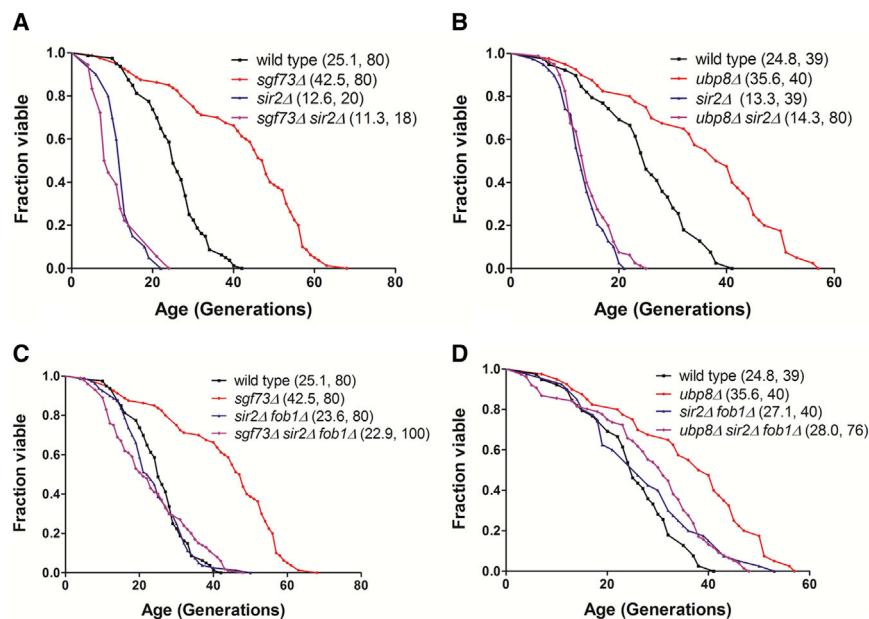 A
wild type (25.1, 80)
sgf73Δ (42.5, 80)
sir2Δ (12.6, 20)
sgf73Δ sir2Δ (11.3, 18)
Fraction viable
1.0
0.8
0.6
0.4
0.2
0.0
0 20 40 60 80
Age (Generations)
B
wild type (24.8, 39)
ubp8Δ (35.6, 40)
sir2Δ (13.3, 39)
ubp8Δ sir2Δ (14.3, 80)
Fraction viable
1.0
0.8
0.6
0.4
0.2
0.0
0 20 40 60
Age (Generations)
C
wild type (25.1, 80)
sgf73Δ (42.5, 80)
sir2Δ fob1Δ (23.6, 80)
sgf73Δ sir2Δ fob1Δ (22.9, 100)
Fraction viable
1.0
0.8
0.6
0.4
0.2
0.0
0 20 40 60 80
Age (Generations)
D
wild type (24.8, 39)
ubp8Δ (35.6, 40)
sir2Δ fob1Δ (27.1, 40)
ubp8Δ sir2Δ fob1Δ (28.0, 76)
Fraction viable
1.0
0.8
0.6
0.4
0.2
0.0
0 20 40 60
Age (Generations)